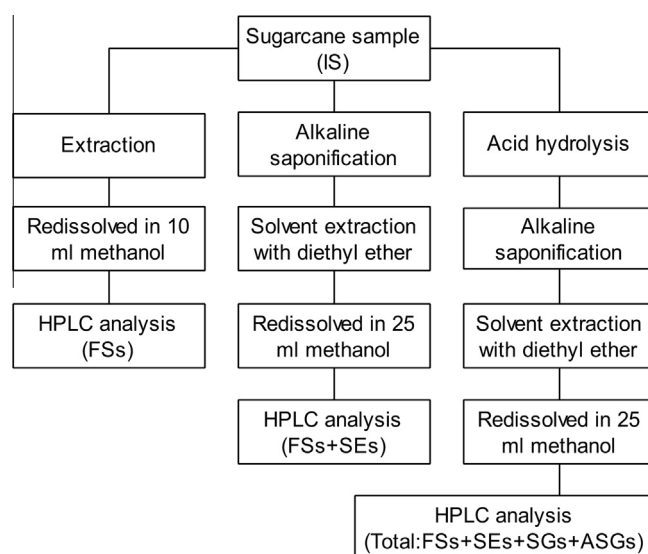 Sugarcane sample
(IS)
Extraction
Redissolved in 10
ml methanol
HPLC analysis
(FSs)
Alkaline
saponification
Solvent extraction
with diethyl ether
Redissolved in 25
ml methanol
HPLC analysis
(FSs+SEs)
Acid hydrolysis
Alkaline
saponification
Solvent extraction
with diethyl ether
Redissolved in 25
ml methanol
HPLC analysis
(Total:FSs+SEs+SGs+ASGs)